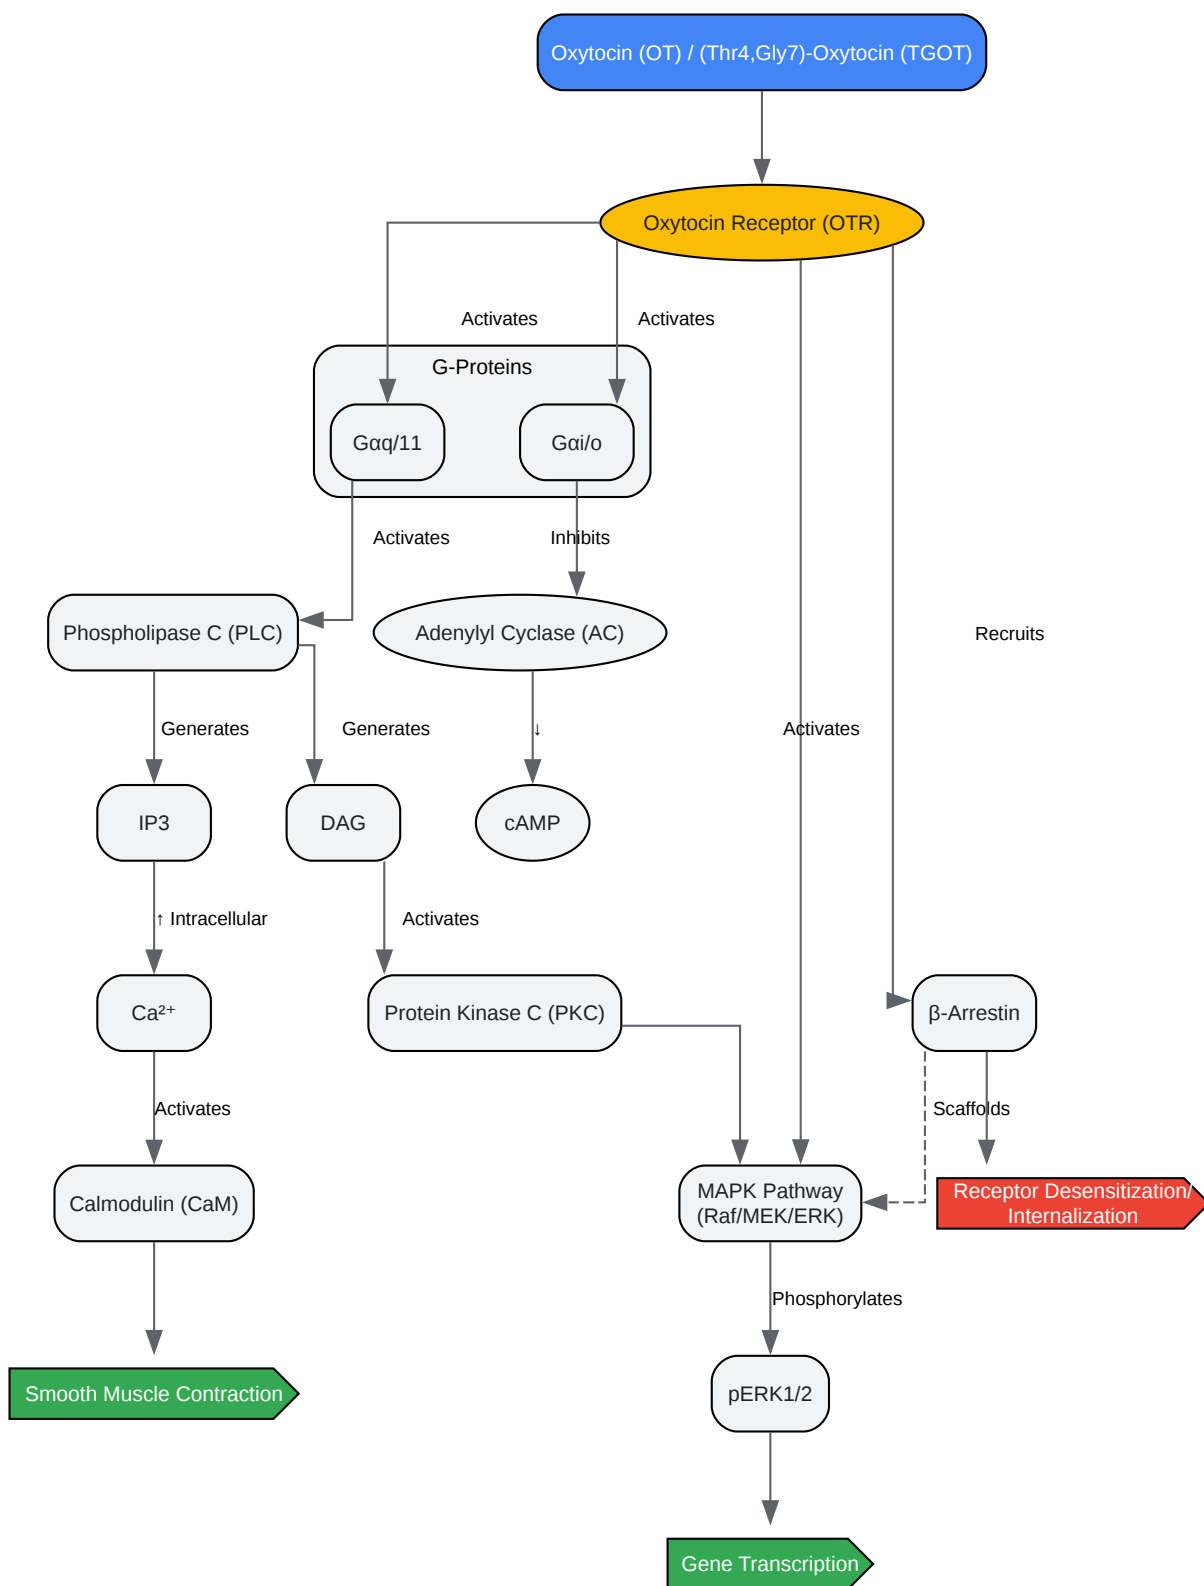 Oxytocin (OT) / (Thr4,Gly7)-Oxytocin (TGOT)
Oxytocin Receptor (OTR)
Activates
Activates
G-Proteins
Gαq/11
Gαi/o
Activates
Inhibits
Phospholipase C (PLC)
Adenylyl Cyclase (AC)
Recruits
Generates
Generates
↓
Activates
IP3
DAG
cAMP
↑ Intracellular
Activates
Ca²⁺
Protein Kinase C (PKC)
β-Arrestin
Activates
Scaffolds
Calmodulin (CaM)
MAPK Pathway
(Raf/MEK/ERK)
Receptor Desensitization/
Internalization
Phosphorylates
Smooth Muscle Contraction
pERK1/2
Gene Transcription